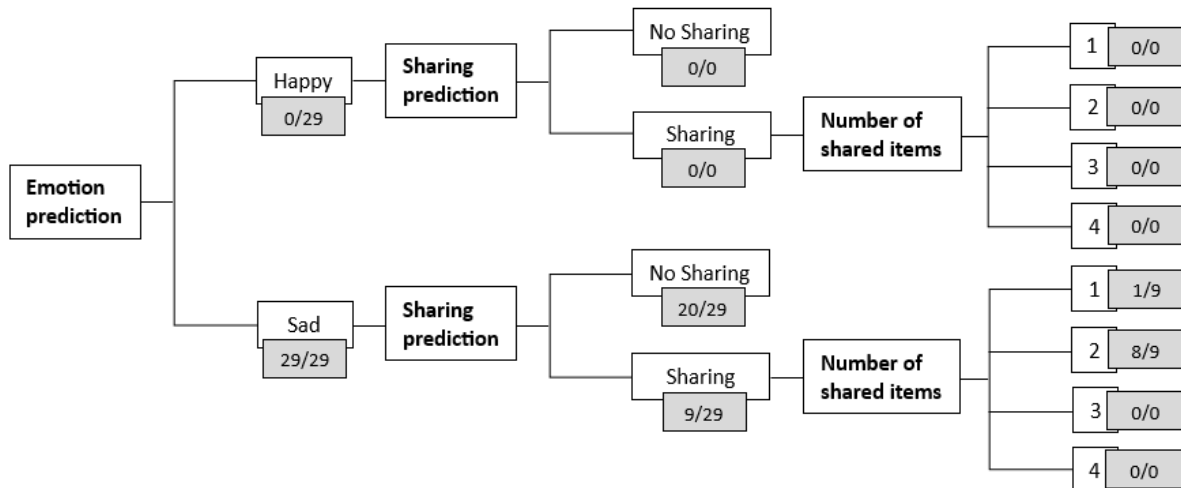 Emotion
prediction
Happy
0/29
Sharing
prediction
No Sharing
0/0
Sharing
0/0
Number of
shared items
1 0/0
2 0/0
3 0/0
4 0/0
Sad
29/29
Sharing
prediction
No Sharing
20/29
Sharing
9/29
Number of
shared items
1 1/9
2 8/9
3 0/0
4 0/0